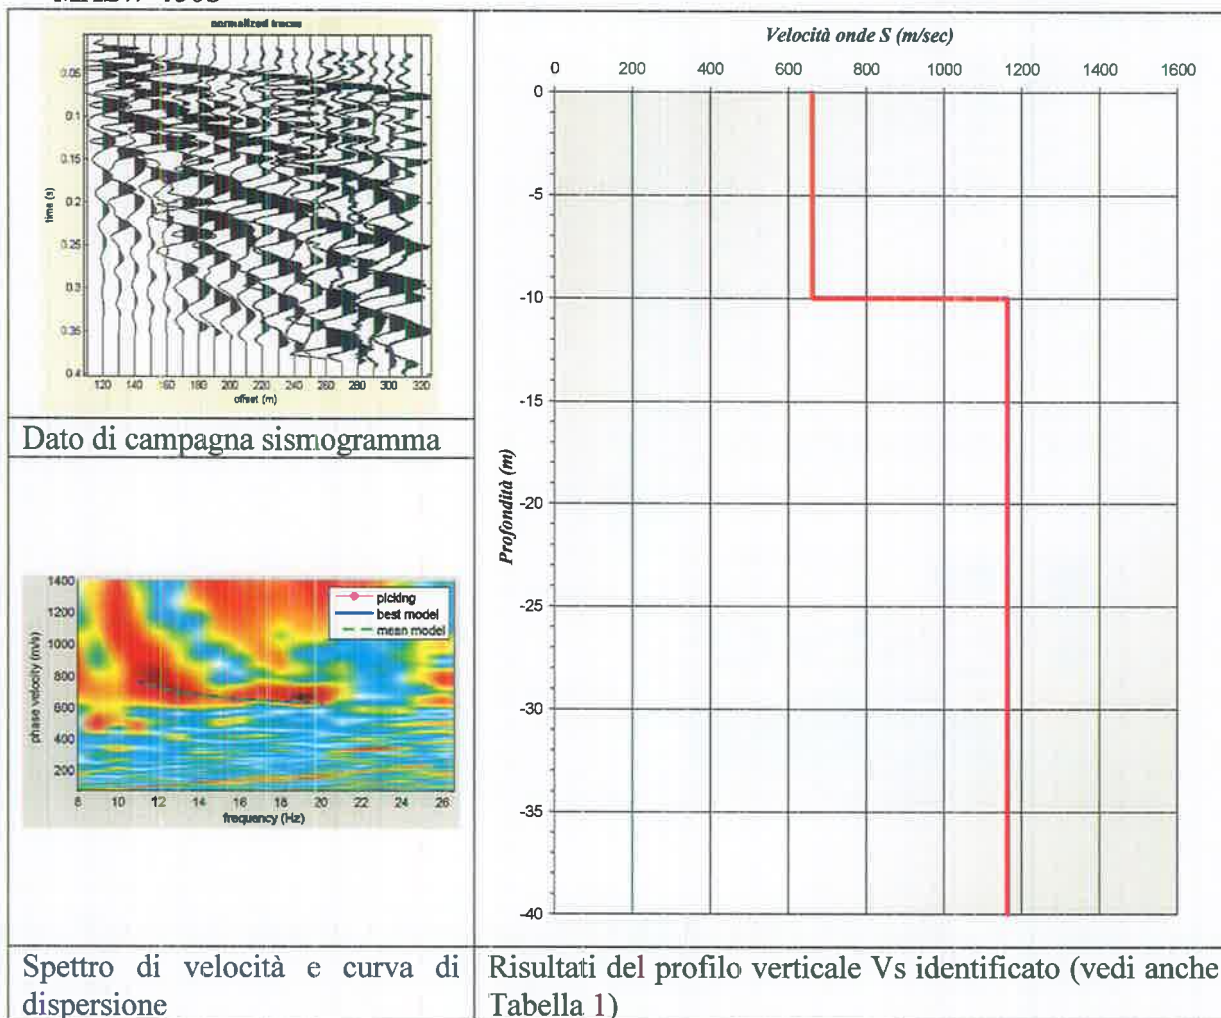 normalized traces
0.05
0.1
0.15
0.2
0.25
0.3
0.35
0.4
time (s)
120 140 160 180 200 220 240 260 280 300 320
offset (m)
Dato di campagna sismogramma
1400
1200
1000
800
600
400
200
phase velocity (m/s)
picking
best model
mean model
8 10 12 14 16 18 20 22 24 26
frequency (Hz)
Spettro di velocità e curva di
dispersione
Velocità onde S (m/sec)
0 200 400 600 800 1000 1200 1400 1600
0
-5
-10
-15
-20
-25
-30
-35
-40
Profondità (m)
Risultati del profilo verticale Vs identificato (vedi anche
Tabella 1)